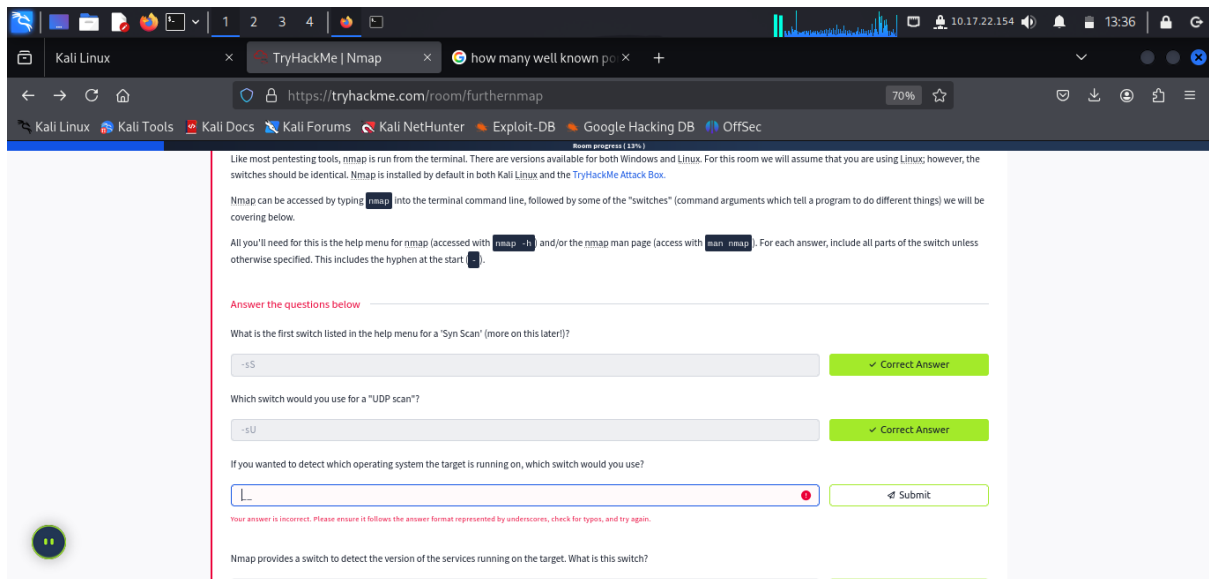 1 2 3 4 10.17.22.154 13:36
Kali Linux × TryHackMe | Nmap × how many well known po × +
https://tryhackme.com/room/furthernmap 70%
Kali Linux Kali Tools Kali Docs Kali Forums Kali NetHunter Exploit-DB Google Hacking DB OffSec
Room progress ( 13% )
Like most pentesting tools, nmap is run from the terminal. There are versions available for both Windows and Linux. For this room we will assume that you are using Linux; however, the
switches should be identical. Nmap is installed by default in both Kali Linux and the TryHackMe Attack Box.
Nmap can be accessed by typing nmap into the terminal command line, followed by some of the "switches" (command arguments which tell a program to do different things) we will be
covering below.
All you'll need for this is the help menu for nmap (accessed with nmap -h) and/or the nmap man page (access with man nmap). For each answer, include all parts of the switch unless
otherwise specified. This includes the hyphen at the start (-).
Answer the questions below
What is the first switch listed in the help menu for a 'Syn Scan' (more on this later!)?
-sS ✓ Correct Answer
Which switch would you use for a "UDP scan"?
-sU ✓ Correct Answer
If you wanted to detect which operating system the target is running on, which switch would you use?
__ Submit
Your answer is incorrect. Please ensure it follows the answer format represented by underscores, check for typos, and try again.
Nmap provides a switch to detect the version of the services running on the target. What is this switch?